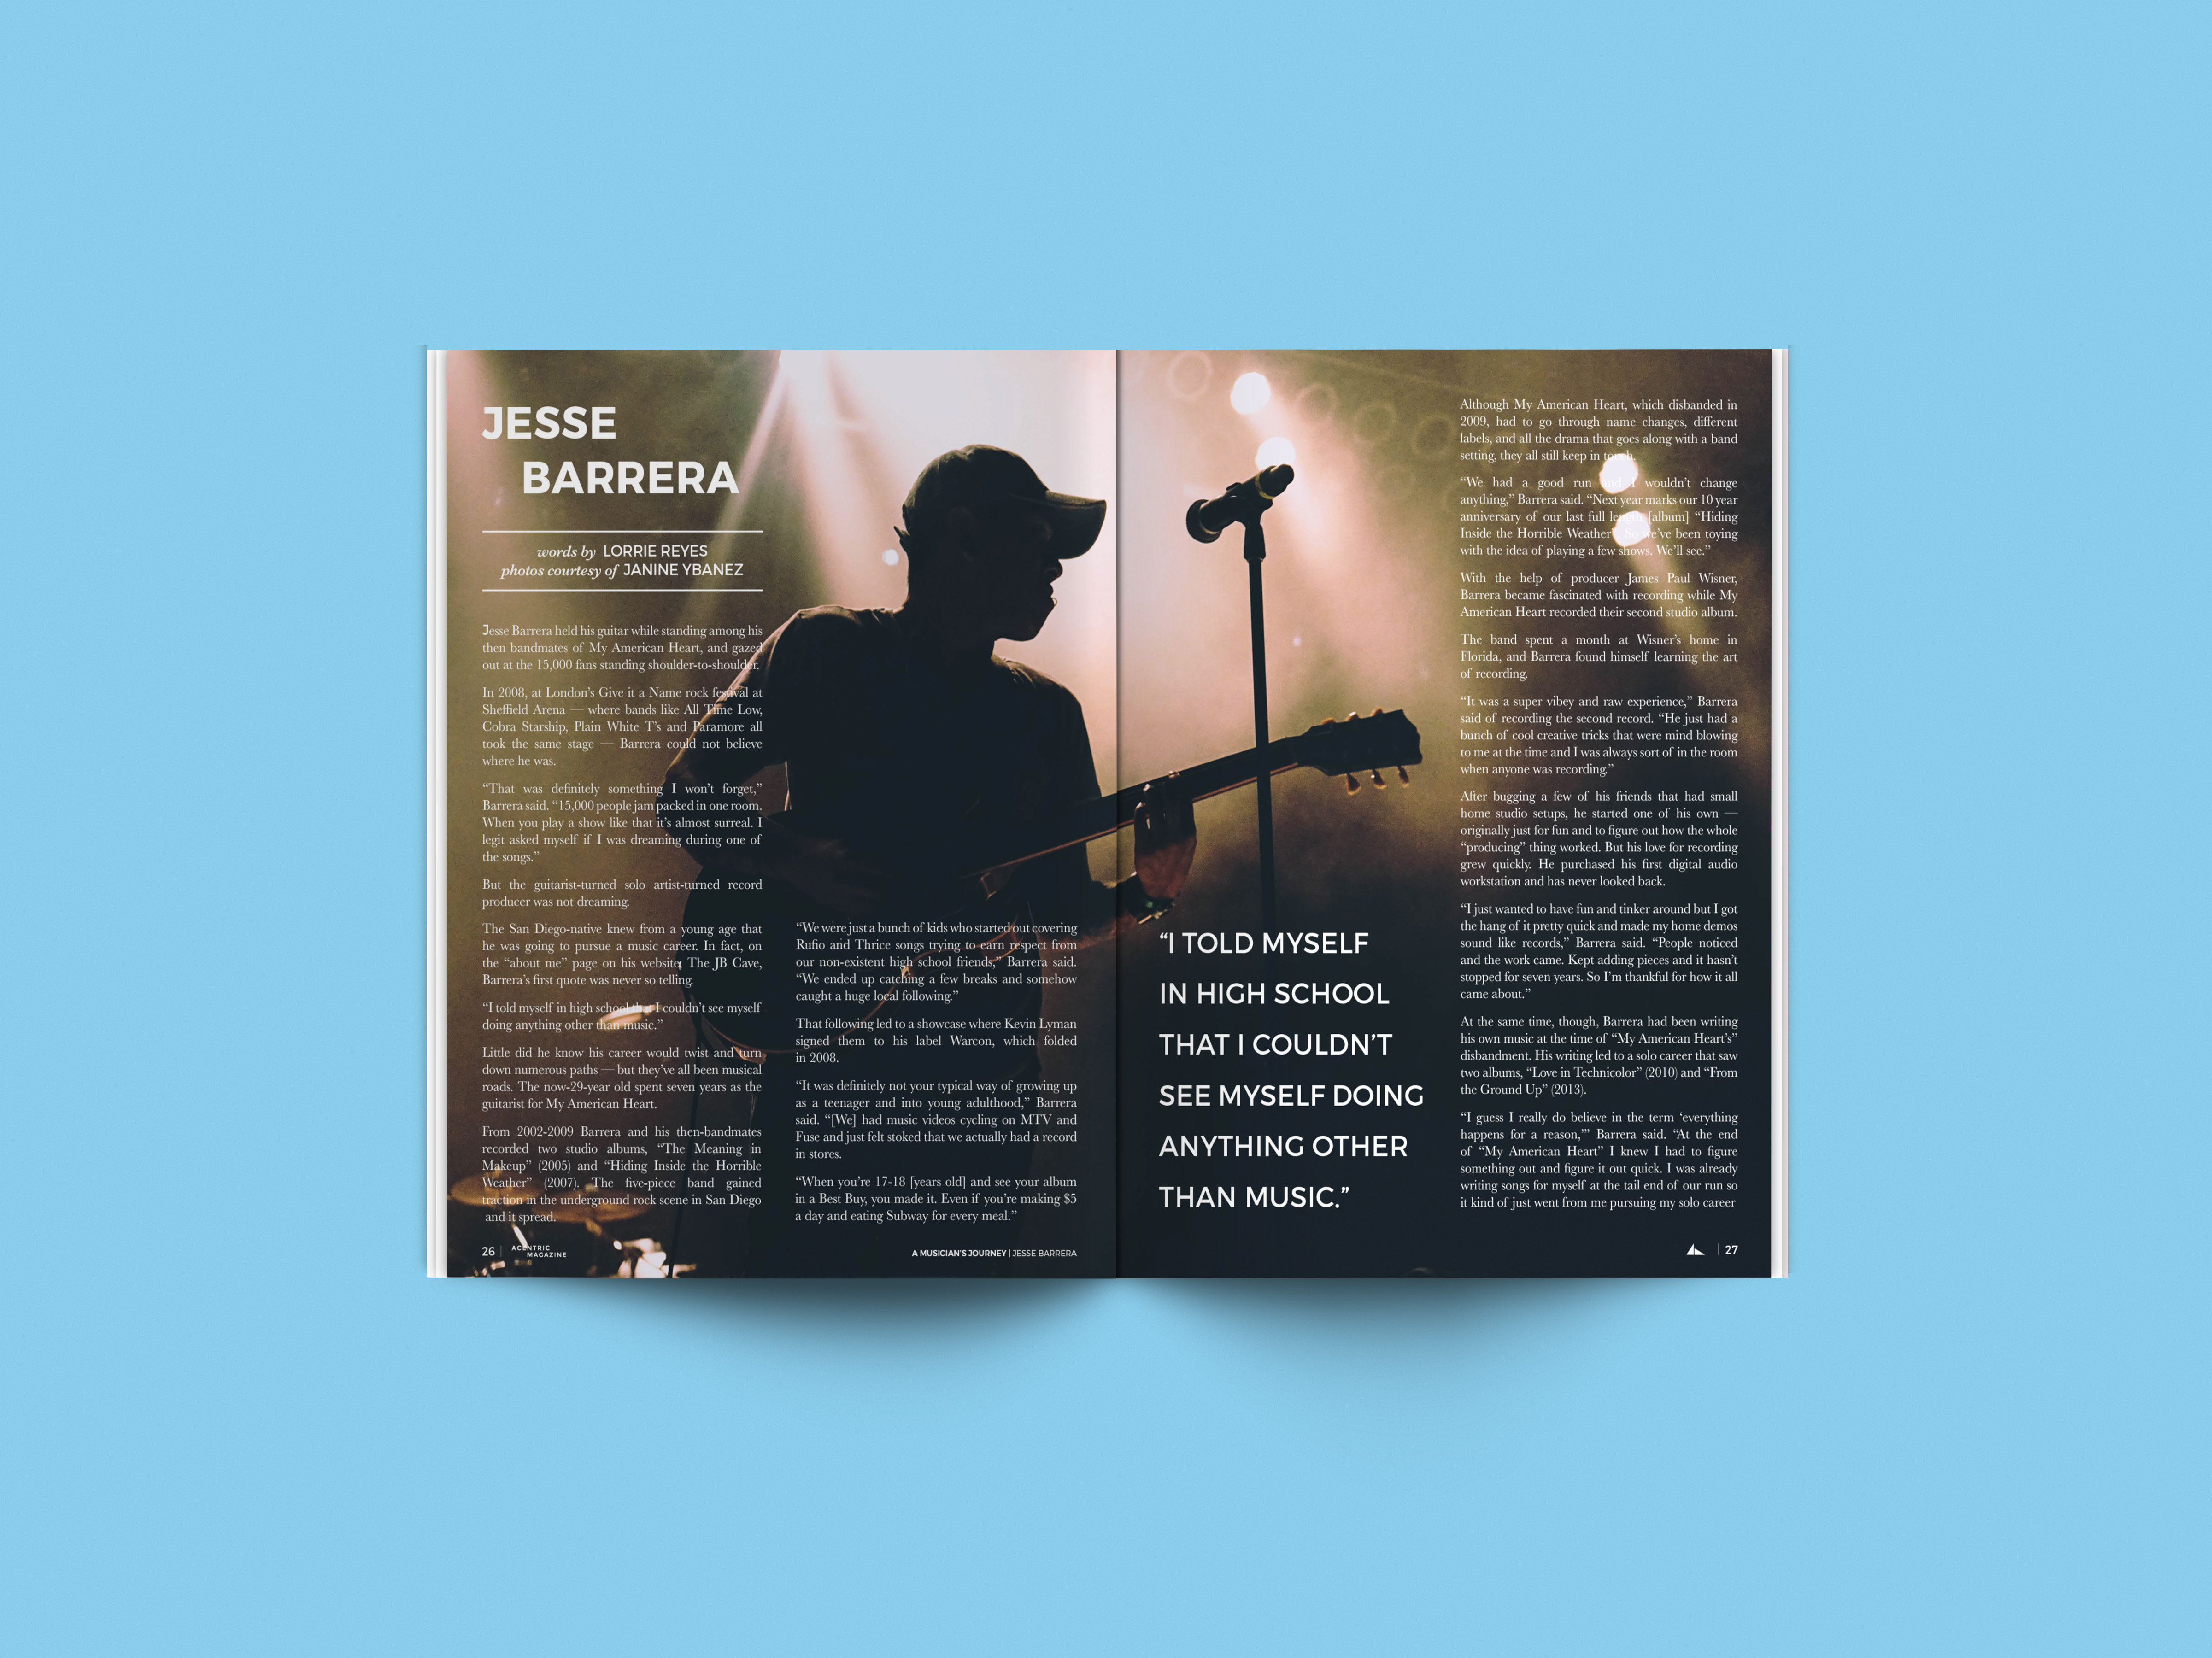 JESSE
BARRERA
words by LORRIE REYES
photos courtesy of JANINE YBANEZ
Jesse Barrera held his guitar while standing among his
then bandmates of My American Heart, and gazed
out at the 15,000 fans standing shoulder-to-shoulder.
In 2008, at London’s Give it a Name rock festival at
Sheffield Arena — where bands like All Time Low,
Cobra Starship, Plain White T’s and Paramore all
took the same stage — Barrera could not believe
where he was.
“That was definitely something I won’t forget,”
Barrera said. “15,000 people jam packed in one room.
When you play a show like that it’s almost surreal. I
legit asked myself if I was dreaming during one of
the songs.”
But the guitarist-turned solo artist-turned record
producer was not dreaming.
The San Diego-native knew from a young age that
he was going to pursue a music career. In fact, on
the “about me” page on his website, The JB Cave,
Barrera’s first quote was never so telling.
“I told myself in high school that I couldn’t see myself
doing anything other than music.”
Little did he know his career would twist and turn
down numerous paths — but they’ve all been musical
roads. The now-29-year old spent seven years as the
guitarist for My American Heart.
From 2002-2009 Barrera and his then-bandmates
recorded two studio albums, “The Meaning in
Makeup” (2005) and “Hiding Inside the Horrible
Weather” (2007). The five-piece band gained
traction in the underground rock scene in San Diego
and it spread.
“We were just a bunch of kids who started out covering
Rufio and Thrice songs trying to earn respect from
our non-existent high school friends,” Barrera said.
“We ended up catching a few breaks and somehow
caught a huge local following.”
That following led to a showcase where Kevin Lyman
signed them to his label Warcon, which folded
in 2008.
“It was definitely not your typical way of growing up
as a teenager and into young adulthood,” Barrera
said. “[We] had music videos cycling on MTV and
Fuse and just felt stoked that we actually had a record
in stores.
“When you’re 17-18 [years old] and see your album
in a Best Buy, you made it. Even if you’re making $5
a day and eating Subway for every meal.”
26 | ACENTRIC
MAGAZINE
A MUSICIAN’S JOURNEY | JESSE BARRERA
“I TOLD MYSELF
IN HIGH SCHOOL
THAT I COULDN’T
SEE MYSELF DOING
ANYTHING OTHER
THAN MUSIC.”
Although My American Heart, which disbanded in
2009, had to go through name changes, different
labels, and all the drama that goes along with a band
setting, they all still keep in touch.
“We had a good run and I wouldn’t change
anything,” Barrera said. “Next year marks our 10 year
anniversary of our last full length [album] “Hiding
Inside the Horrible Weather”. So we’ve been toying
with the idea of playing a few shows. We’ll see.”
With the help of producer James Paul Wisner,
Barrera became fascinated with recording while My
American Heart recorded their second studio album.
The band spent a month at Wisner’s home in
Florida, and Barrera found himself learning the art
of recording.
“It was a super vibey and raw experience,” Barrera
said of recording the second record. “He just had a
bunch of cool creative tricks that were mind blowing
to me at the time and I was always sort of in the room
when anyone was recording.”
After bugging a few of his friends that had small
home studio setups, he started one of his own —
originally just for fun and to figure out how the whole
“producing” thing worked. But his love for recording
grew quickly. He purchased his first digital audio
workstation and has never looked back.
“I just wanted to have fun and tinker around but I got
the hang of it pretty quick and made my home demos
sound like records,” Barrera said. “People noticed
and the work came. Kept adding pieces and it hasn’t
stopped for seven years. So I’m thankful for how it all
came about.”
At the same time, though, Barrera had been writing
his own music at the time of “My American Heart’s”
disbandment. His writing led to a solo career that saw
two albums, “Love in Technicolor” (2010) and “From
the Ground Up” (2013).
“I guess I really do believe in the term ‘everything
happens for a reason,’” Barrera said. “At the end
of “My American Heart” I knew I had to figure
something out and figure it out quick. I was already
writing songs for myself at the tail end of our run so
it kind of just went from me pursuing my solo career
| 27